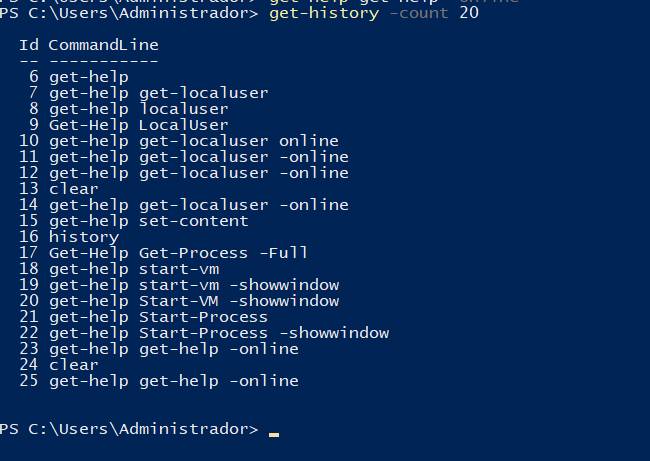 get-help get-help -online
PS C:\Users\Administrador> get-history -count 20
Id CommandLine
-- -----------
6 get-help
7 get-help get-localuser
8 get-help localuser
9 Get-Help LocalUser
10 get-help get-localuser online
11 get-help get-localuser -online
12 get-help get-localuser -online
13 clear
14 get-help get-localuser -online
15 get-help set-content
16 history
17 Get-Help Get-Process -Full
18 get-help start-vm
19 get-help start-vm -showwindow
20 get-help Start-VM -showwindow
21 get-help Start-Process
22 get-help Start-Process -showwindow
23 get-help get-help -online
24 clear
25 get-help get-help -online
PS C:\Users\Administrador>